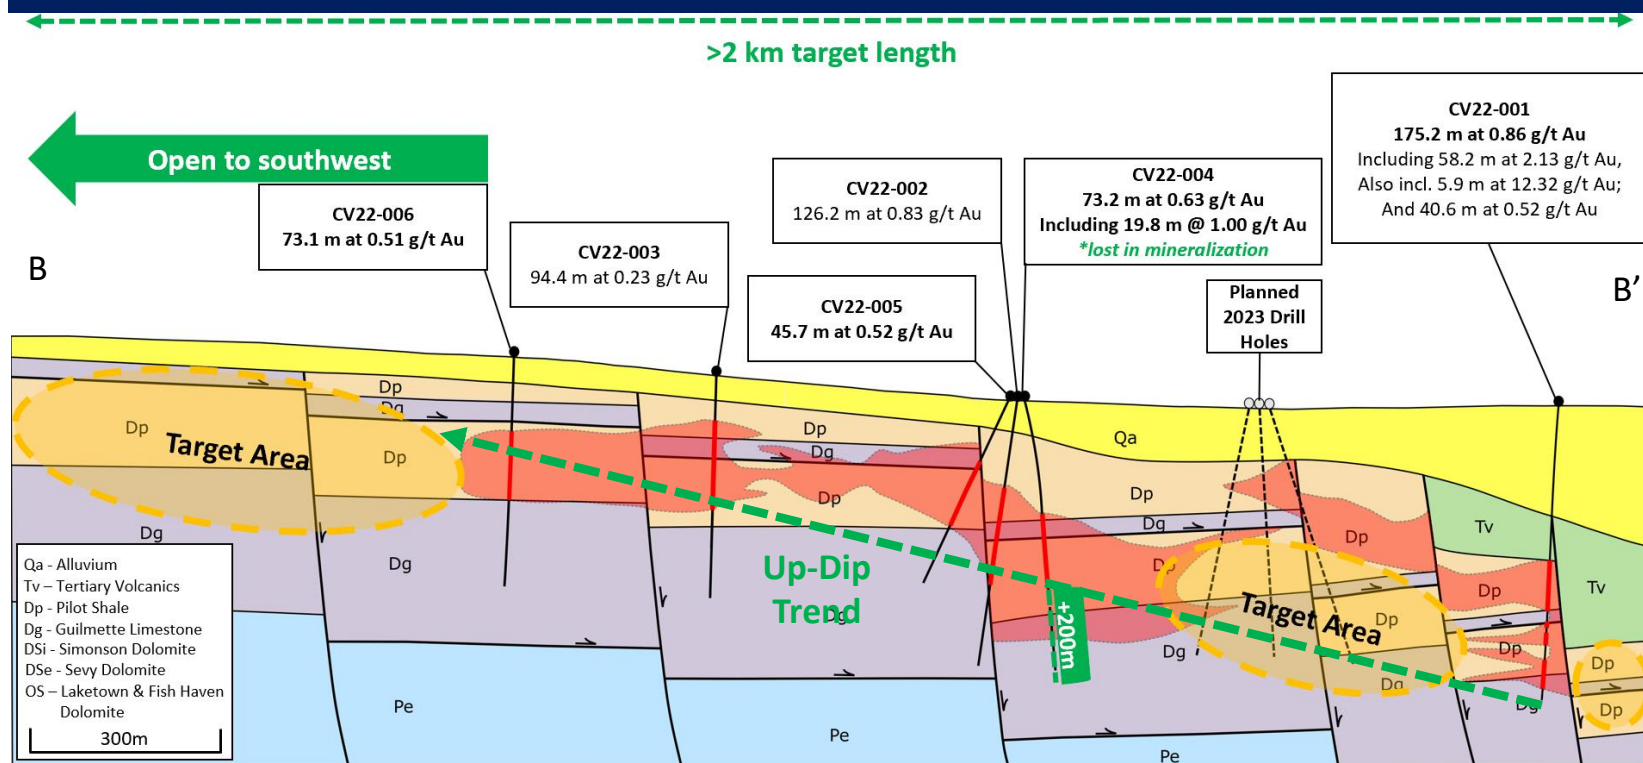 >2 km target length
Open to southwest
CV22-001
175.2 m at 0.86 g/t Au
Including 58.2 m at 2.13 g/t Au,
Also incl. 5.9 m at 12.32 g/t Au;
And 40.6 m at 0.52 g/t Au
CV22-002
126.2 m at 0.83 g/t Au
CV22-004
73.2 m at 0.63 g/t Au
Including 19.8 m @ 1.00 g/t Au
*lost in mineralization
CV22-006
73.1 m at 0.51 g/t Au
CV22-003
94.4 m at 0.23 g/t Au
CV22-005
45.7 m at 0.52 g/t Au
Planned
2023 Drill
Holes
B
B’
Dp
Dg
Dp
Target Area
Dp
Dp
Dg
Dp
Qa
Dp
Dg
Dp
Dp
Tv
Tv
Dg
Dg
Up-Dip
Trend
Dg
+200m
Dg
Target Area
Dp
Dg
Dp
Dp
Dg
Dp
Dp
Pe
Pe
Pe
Qa - Alluvium
Tv – Tertiary Volcanics
Dp - Pilot Shale
Dg - Guilmette Limestone
DSi - Simonson Dolomite
DSe - Sevy Dolomite
OS – Laketown & Fish Haven
Dolomite
300m